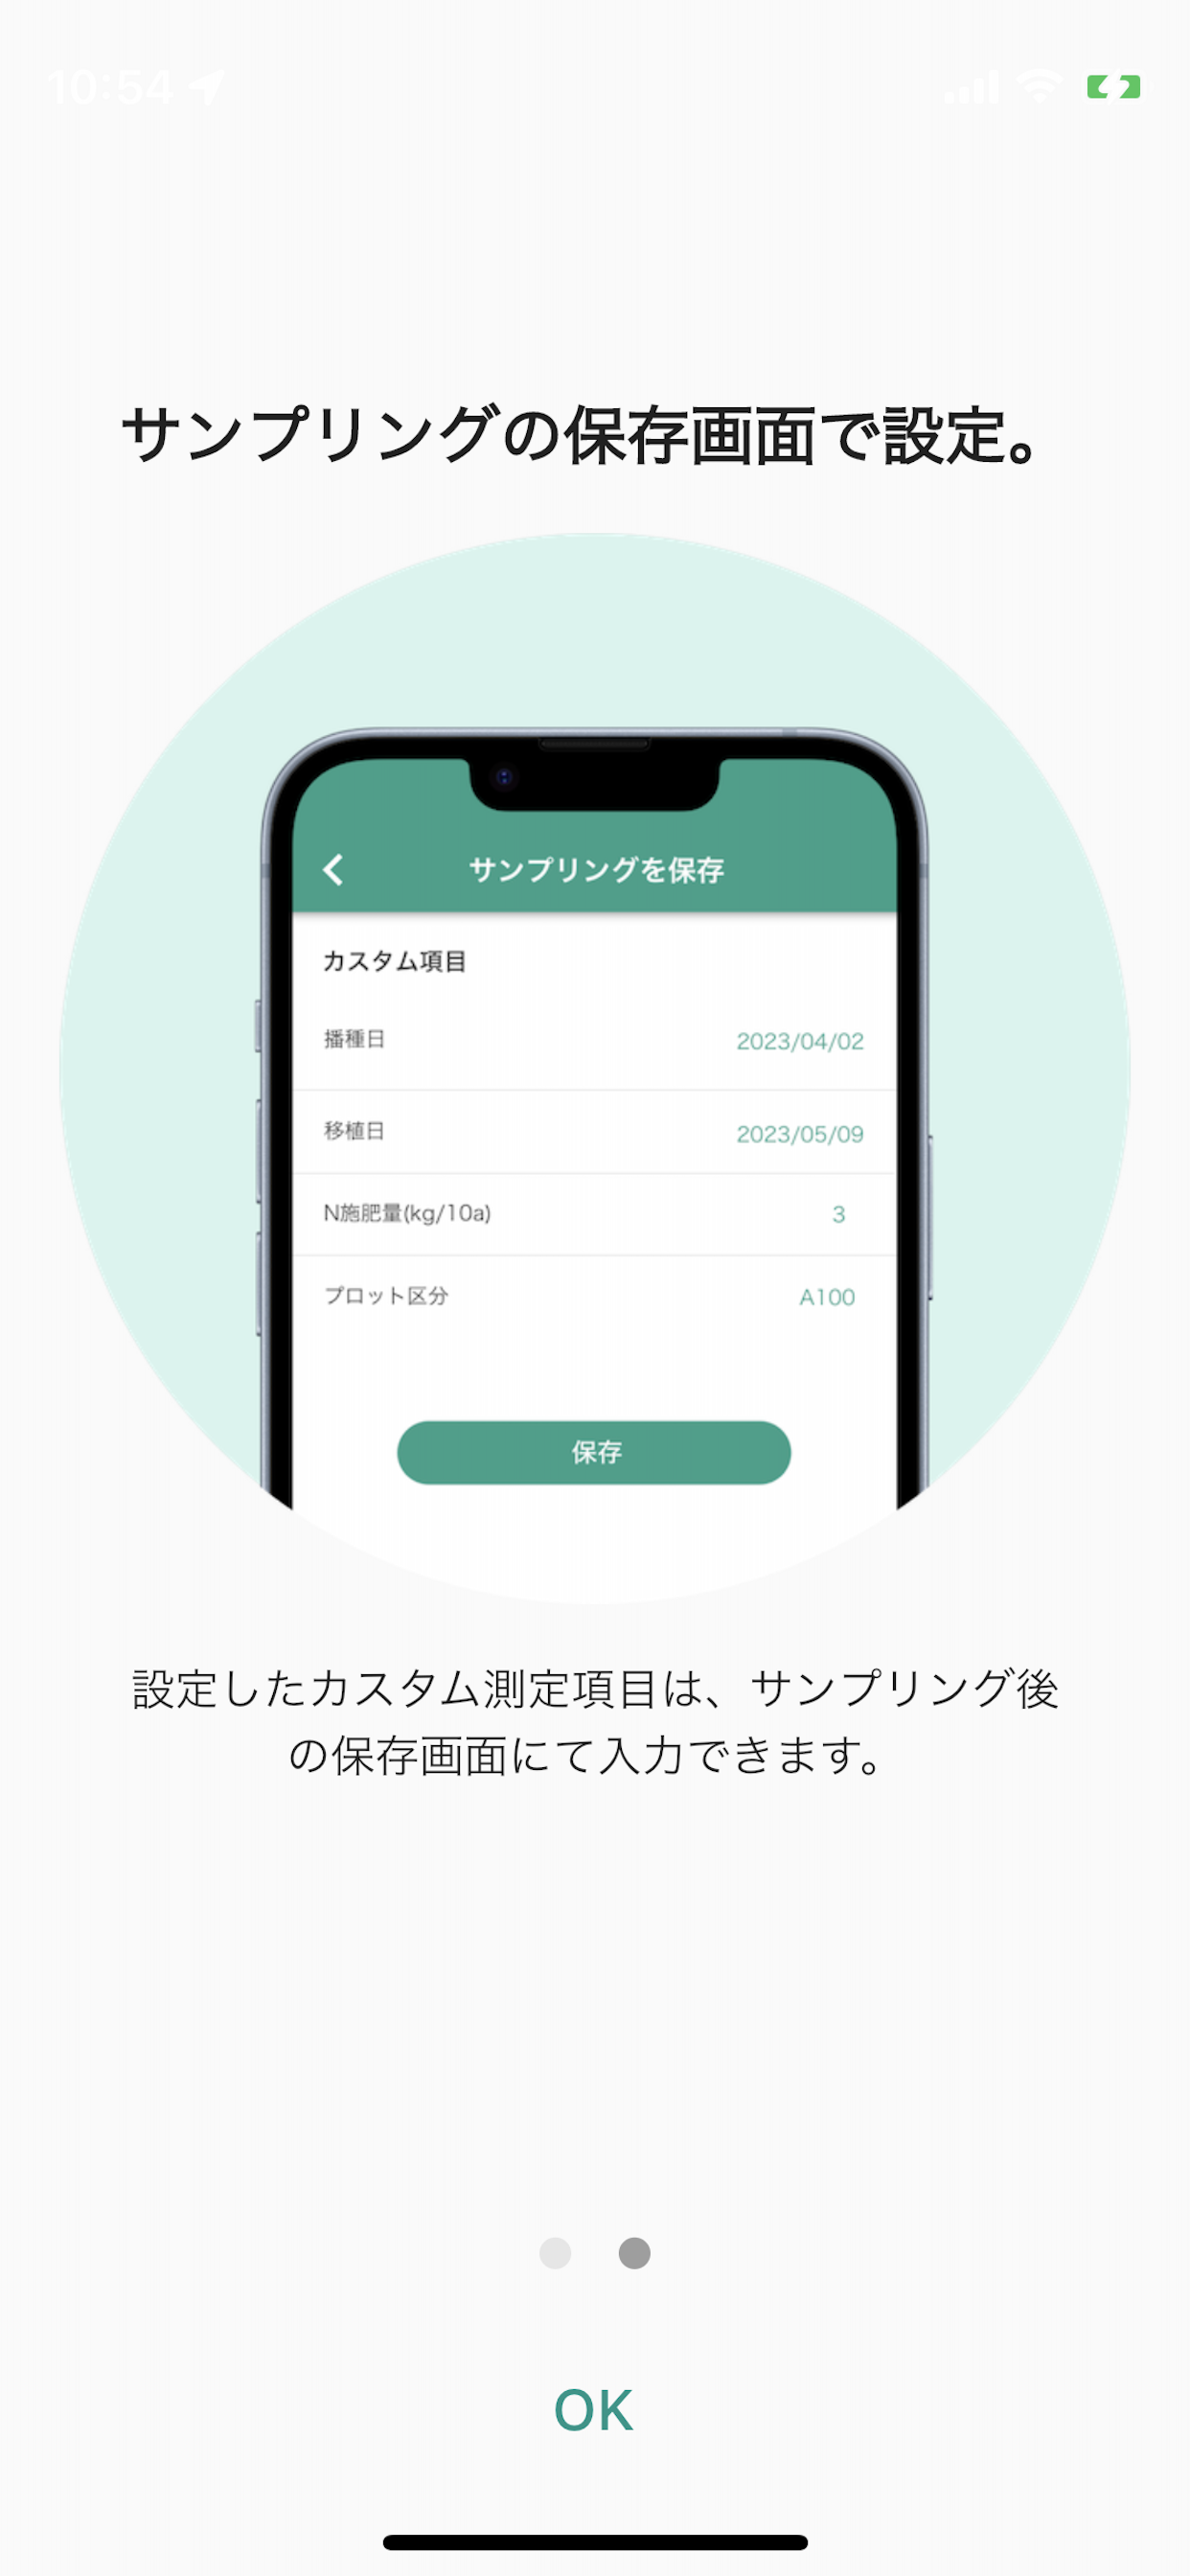 10:54
サンプリングの保存画面で設定。
サンプリングを保存
カスタム項目
播種日 2023/04/02
移植日 2023/05/09
N施肥量(kg/10a) 3
プロット区分 A100
保存
設定したカスタム測定項目は、サンプリング後
の保存画面にて入力できます。
OK